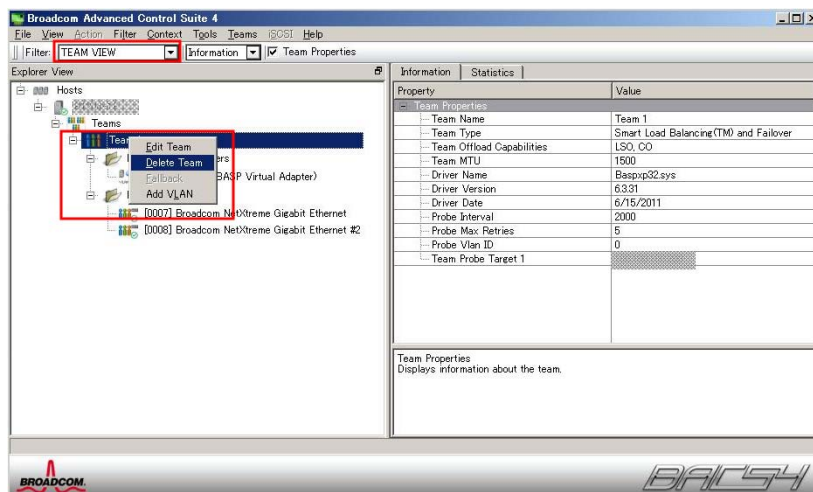 Broadcom Advanced Control Suite 4
File View Action Filter Context Tools Teams iSCSI Help
Filter: TEAM VIEW Information Team Properties
Explorer View
Hosts
Teams
Edit Team
Delete Team
Fallback
Add VLAN
ers
BASP Virtual Adapter)
[0007] Broadcom NetXtreme Gigabit Ethernet
[0008] Broadcom NetXtreme Gigabit Ethernet #2
Information Statistics
Property Value
Team Properties
Team Name Team 1
Team Type Smart Load Balancing(TM) and Failover
Team Offload Capabilities LSO, CO
Team MTU 1500
Driver Name Baspxp32.sys
Driver Version 6.3.31
Driver Date 6/15/2011
Probe Interval 2000
Probe Max Retries 5
Probe Vlan ID 0
Team Probe Target 1
Team Properties
Displays information about the team.
BROADCOM.
BACS4